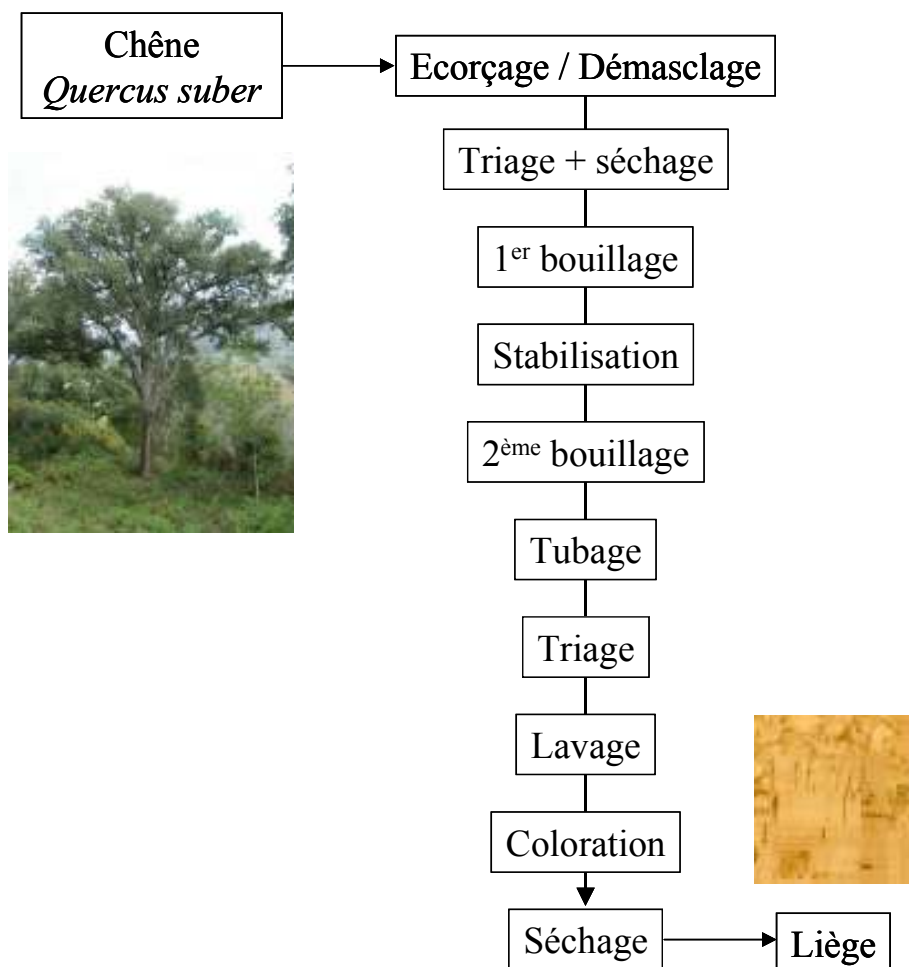 Chêne
Quercus suber
Ecorçage / Démasclage
Triage + séchage
1er bouillage
Stabilisation
2ème bouillage
Tubage
Triage
Lavage
Coloration
Séchage
Liège